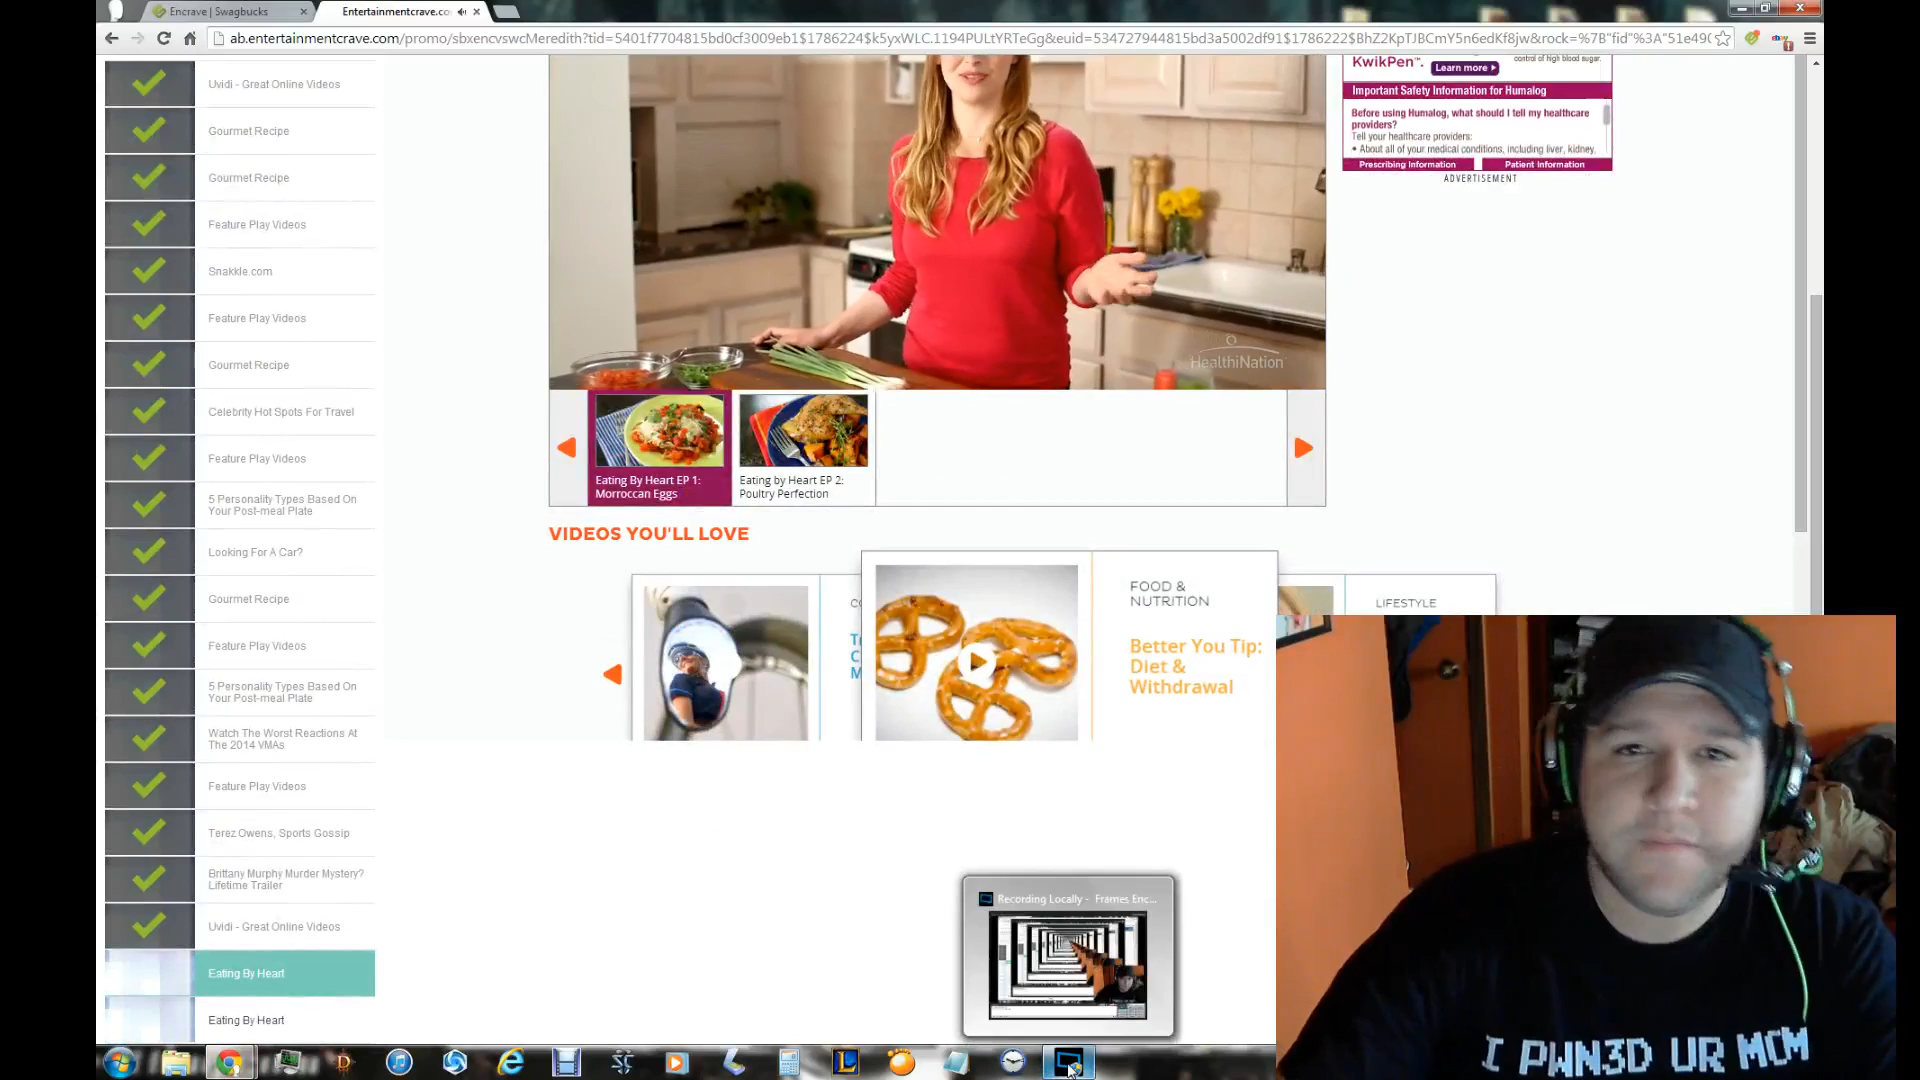 Encrave | Swagbucks
Entertainmentcrave.co
ab.entertainmentcrave.com/promo/sbxencvswcMeredith?tid=5401f7704815bd0cf3009eb1$1786224$k5yxWLC.1194PULtYRTeGg&euid=534727944815bd3a5002df91$1786222$BhZ2KpTJBCmY5n6edKf8jw&rock=%7B"fid"%3A"51e49
Uvidi - Great Online Videos
Gourmet Recipe
Gourmet Recipe
Feature Play Videos
Snakkle.com
Feature Play Videos
Gourmet Recipe
Celebrity Hot Spots For Travel
Feature Play Videos
5 Personality Types Based On
Your Post-meal Plate
Looking For A Car?
Gourmet Recipe
Feature Play Videos
5 Personality Types Based On
Your Post-meal Plate
Watch The Worst Reactions At
The 2014 VMAs
Feature Play Videos
Terez Owens, Sports Gossip
Brittany Murphy Murder Mystery?
Lifetime Trailer
Uvidi - Great Online Videos
Eating By Heart
Eating By Heart
HealthiNation
KwikPen™.
control of high blood sugar.
Learn more
Important Safety Information for Humalog
Before using Humalog, what should I tell my healthcare
providers?
Tell your healthcare providers:
• About all of your medical conditions, including liver, kidney,
Prescribing Information
Patient Information
ADVERTISEMENT
Eating By Heart EP 1:
Morroccan Eggs
Eating by Heart EP 2:
Poultry Perfection
VIDEOS YOU'LL LOVE
FOOD &
NUTRITION
Better You Tip:
Diet &
Withdrawal
LIFESTYLE
Recording Locally - Frames Enc...
I PWN3D UR MOM